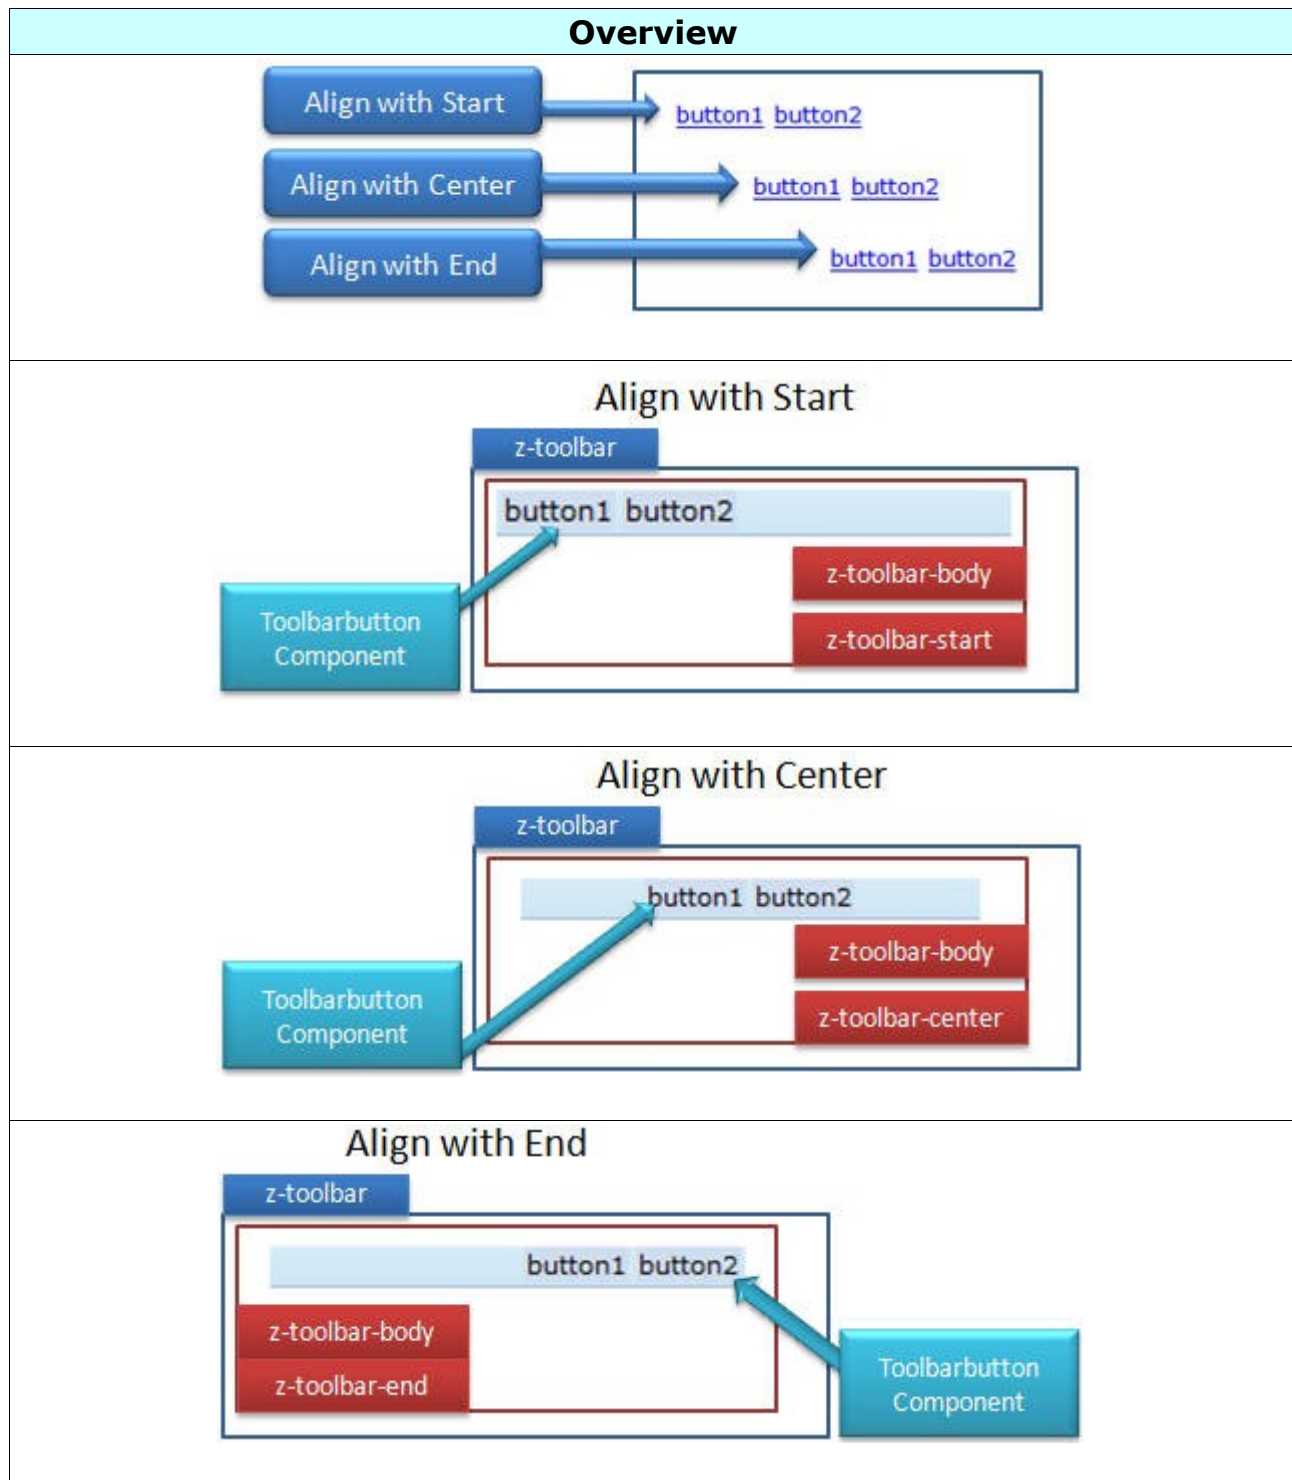 Overview
Align with Start
button1 button2
Align with Center
button1 button2
Align with End
button1 button2
Align with Start
z-toolbar
button1 button2
z-toolbar-body
Toolbarbutton
Component
z-toolbar-start
Align with Center
z-toolbar
button1 button2
z-toolbar-body
Toolbarbutton
Component
z-toolbar-center
Align with End
z-toolbar
button1 button2
z-toolbar-body
z-toolbar-end
Toolbarbutton
Component